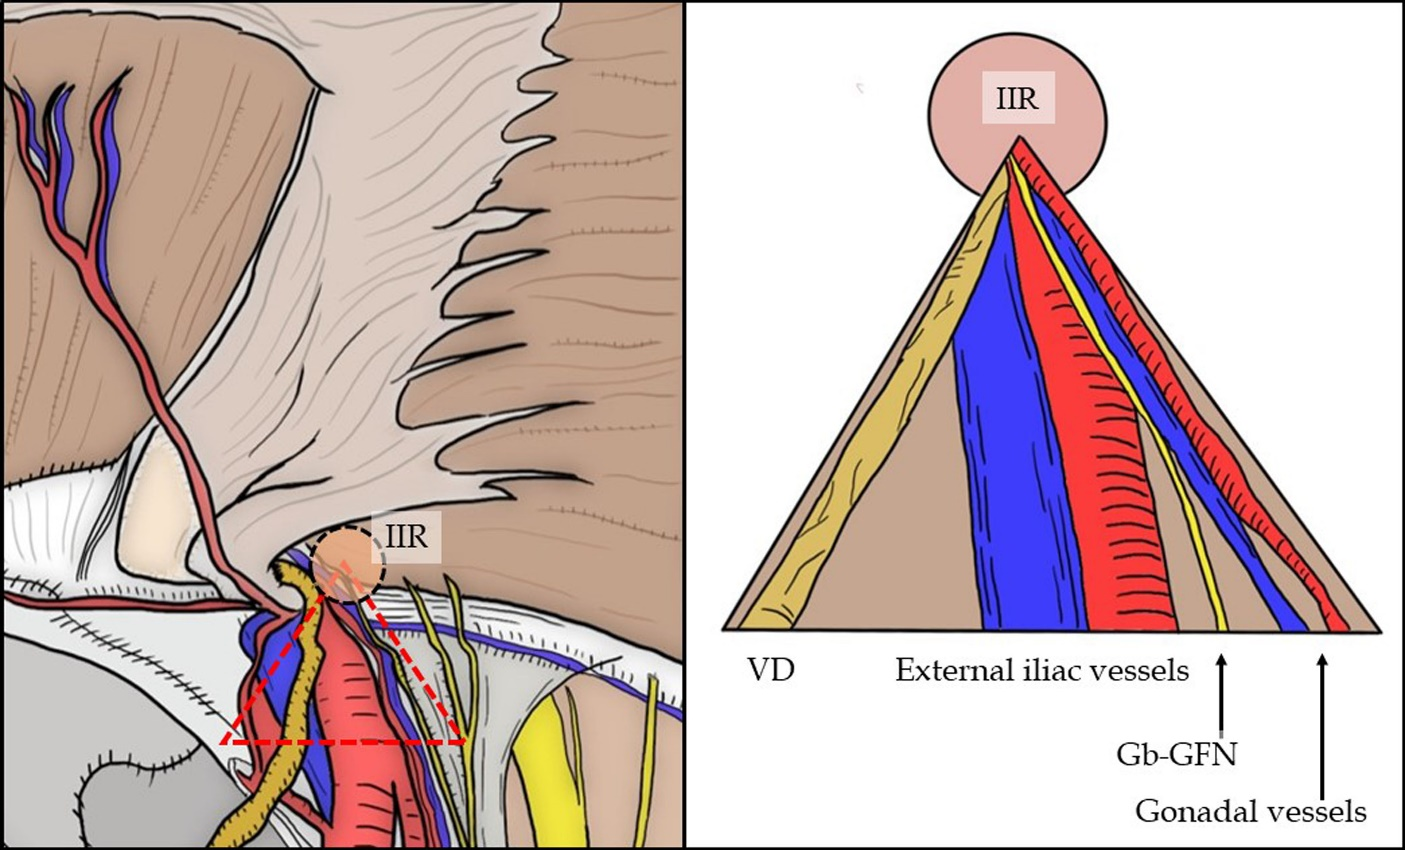 IIR
IIR
VD
External iliac vessels
Gb-GFN
Gonadal vessels